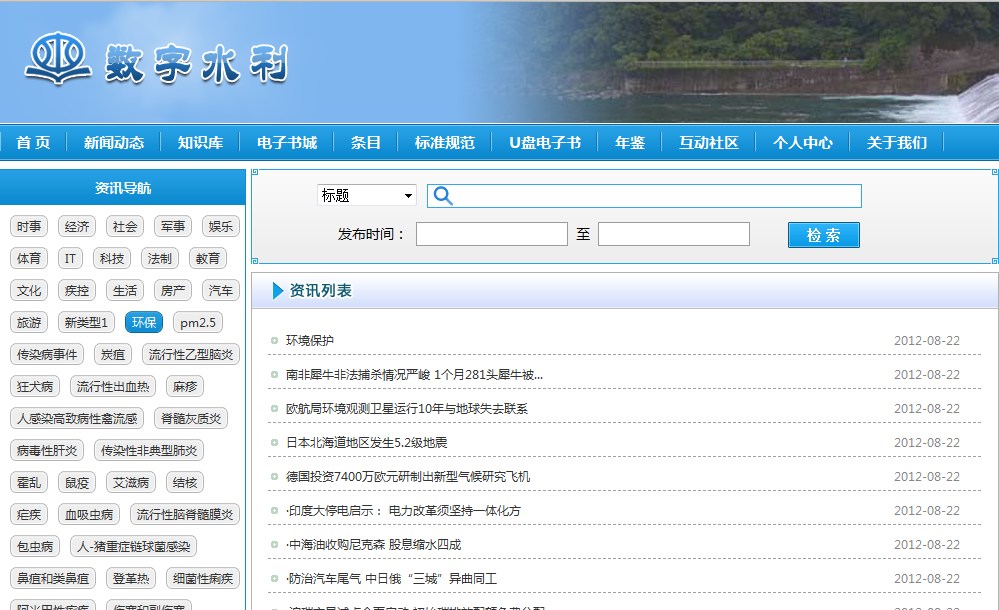 数字水利
首 页 新闻动态 知识库 电子书城 条目 标准规范 U盘电子书 年鉴 互动社区 个人中心 关于我们
资讯导航
时事 经济 社会 军事 娱乐
体育 IT 科技 法制 教育
文化 疾控 生活 房产 汽车
旅游 新类型1 环保 pm2.5
传染病事件 炭疽 流行性乙型脑炎
狂犬病 流行性出血热 麻疹
人感染高致病性禽流感 脊髓灰质炎
病毒性肝炎 传染性非典型肺炎
霍乱 鼠疫 艾滋病 结核
疟疾 血吸虫病 流行性脑脊髓膜炎
包虫病 人-猪重症链球菌感染
鼻疽和类鼻疽 登革热 细菌性痢疾
阿米巴性痢疾 伤寒和副伤寒
标题
发布时间： 至 检 索
资讯列表
环境保护 2012-08-22
南非犀牛非法捕杀情况严峻 1个月281头犀牛被... 2012-08-22
欧航局环境观测卫星运行10年与地球失去联系 2012-08-22
日本北海道地区发生5.2级地震 2012-08-22
德国投资7400万欧元研制出新型气候研究飞机 2012-08-22
·印度大停电启示： 电力改革须坚持一体化方 2012-08-22
·中海油收购尼克森 股息缩水四成 2012-08-22
·防治汽车尾气 中日俄“三城”异曲同工 2012-08-22